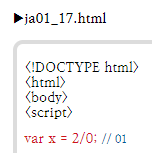 ▶ja01_17.html
<!DOCTYPE html>
<html>
<body>
<script>
var x = 2/0; // 01